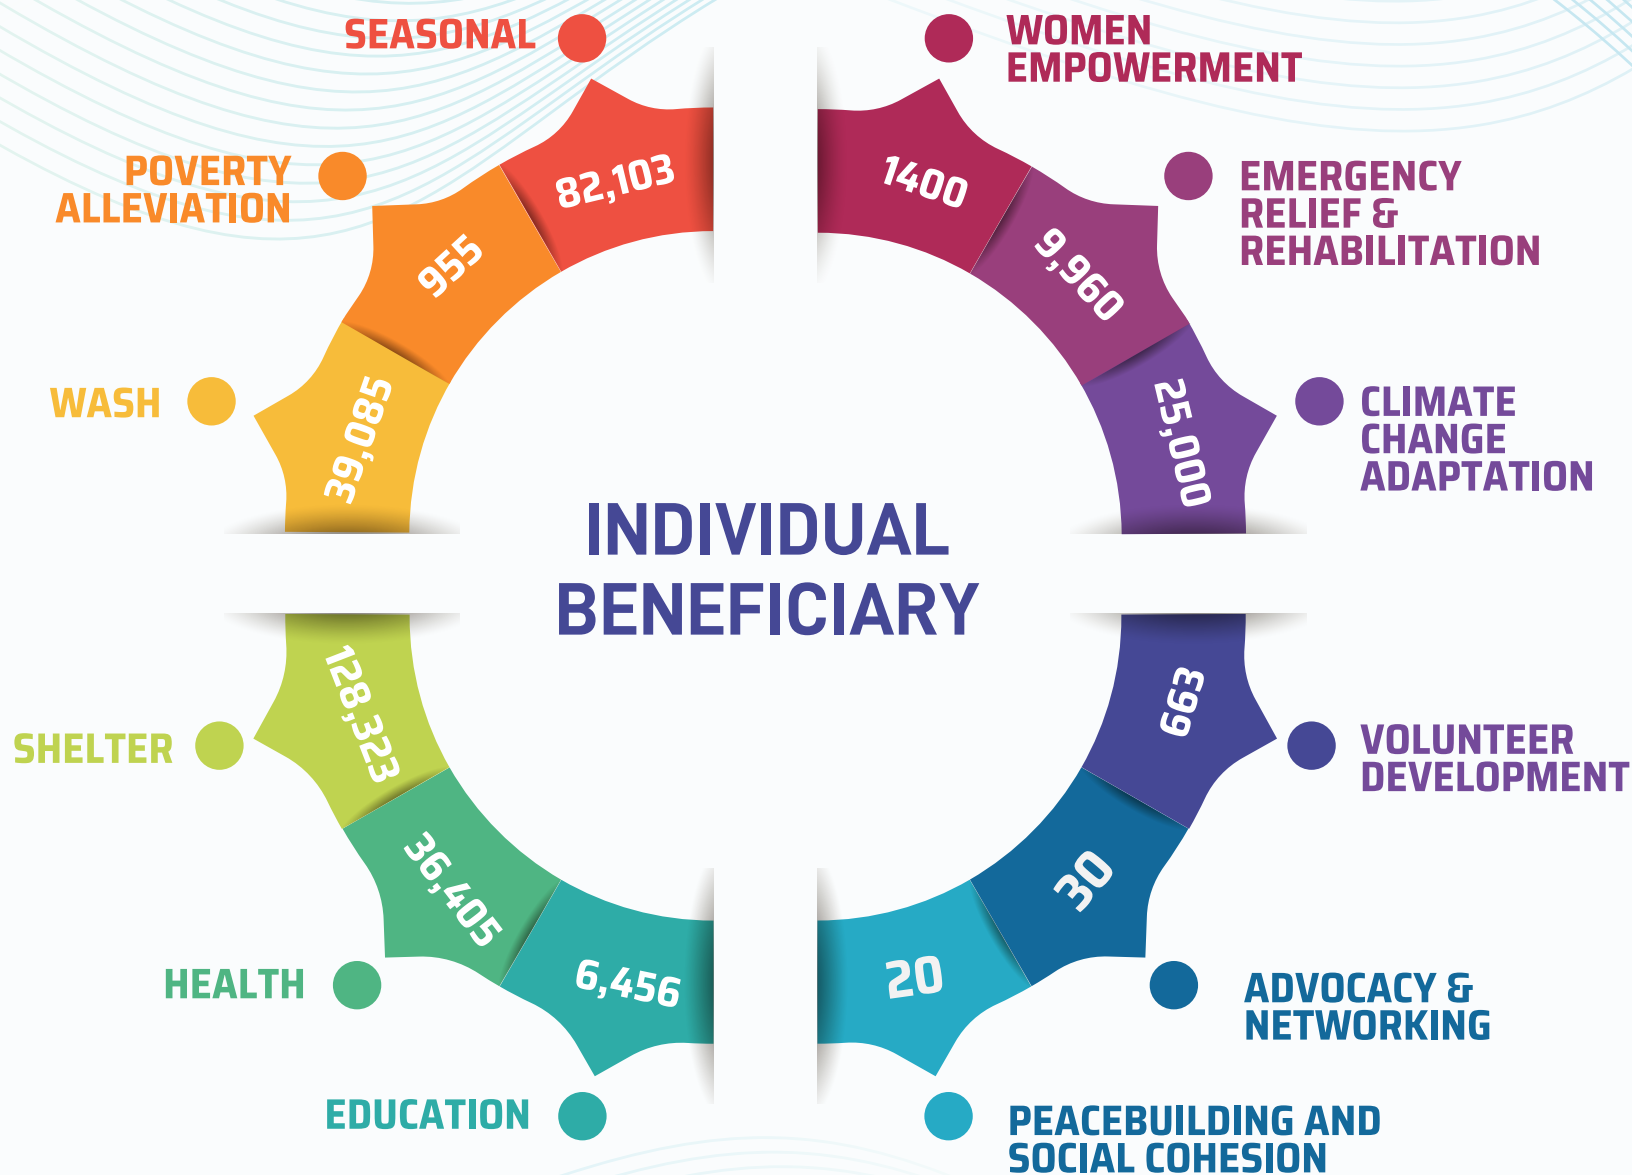 SEASONAL
82,103
WOMEN
EMPOWERMENT
1400
POVERTY
ALLEVIATION
955
EMERGENCY
RELIEF &
REHABILITATION
9,960
WASH
39,085
CLIMATE
CHANGE
ADAPTATION
25,000
INDIVIDUAL
BENEFICIARY
SHELTER
128,323
VOLUNTEER
DEVELOPMENT
663
HEALTH
36,405
ADVOCACY &
NETWORKING
30
EDUCATION
6,456
PEACEBUILDING AND
SOCIAL COHESION
20